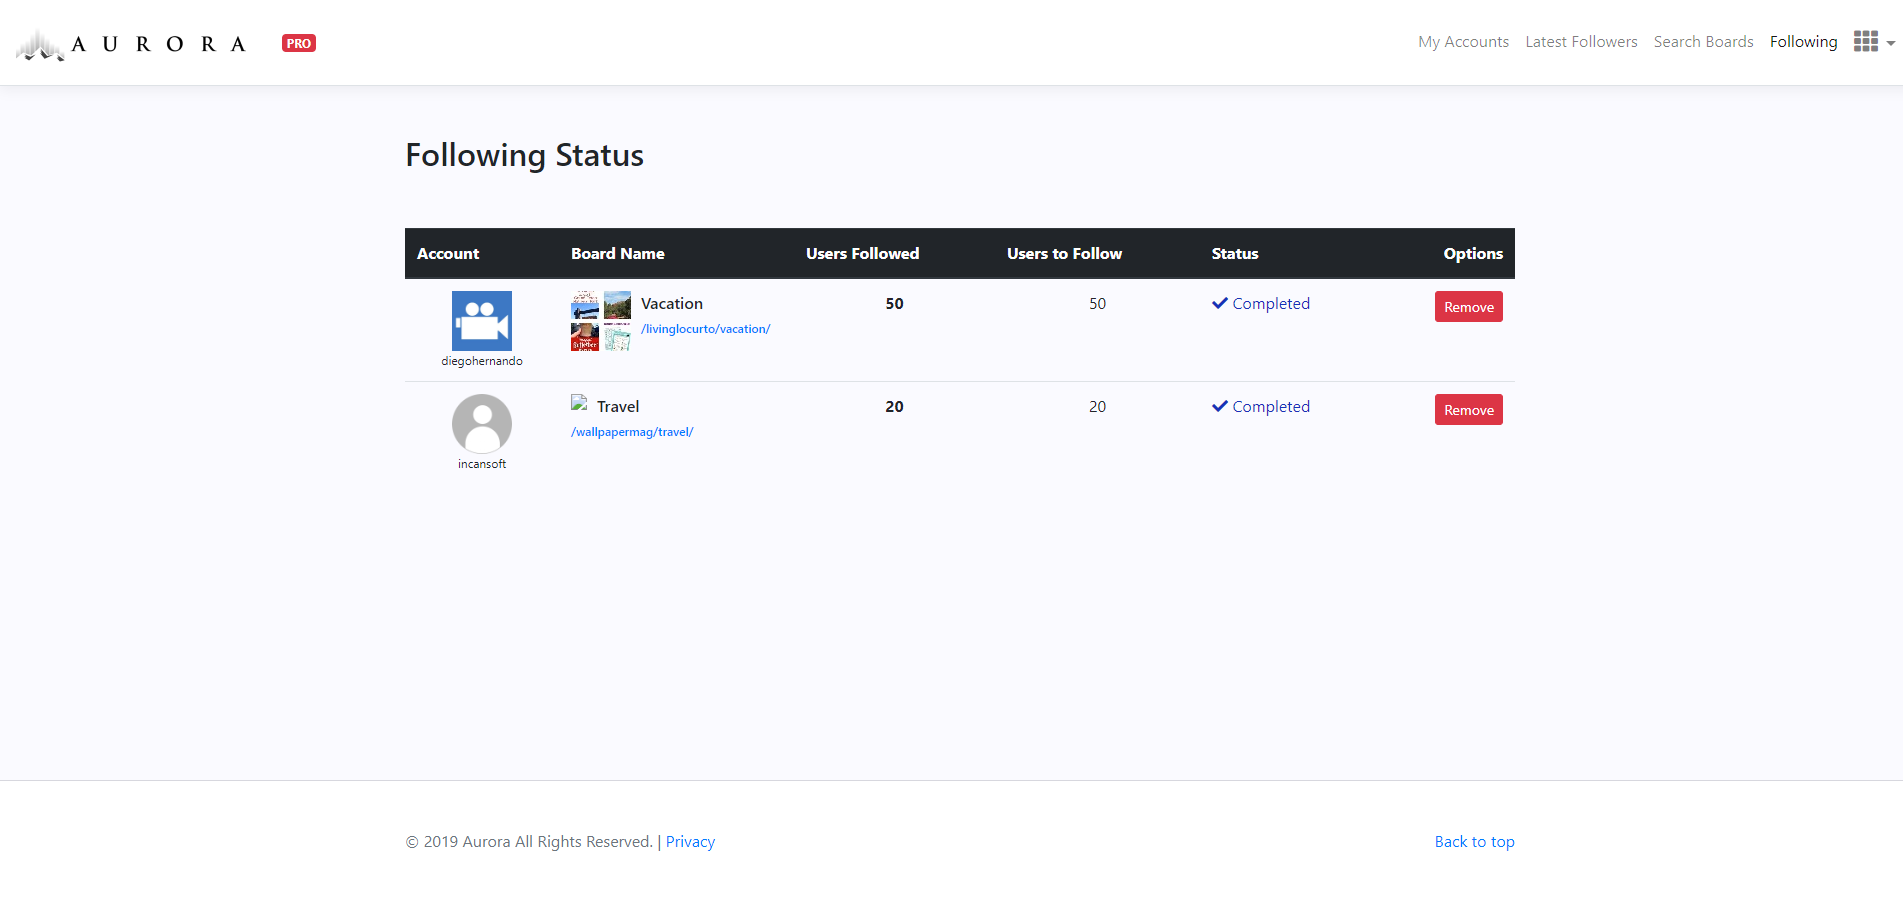 AURORA PRO My Accounts Latest Followers Search Boards Following
Following Status
Account Board Name Users Followed Users to Follow Status Options
Vacation 50 50 Completed Remove
/livinglocurto/vacation/
diegohernando
Travel 20 20 Completed Remove
/wallpapermag/travel/
incansoft
© 2019 Aurora All Rights Reserved. | Privacy Back to top